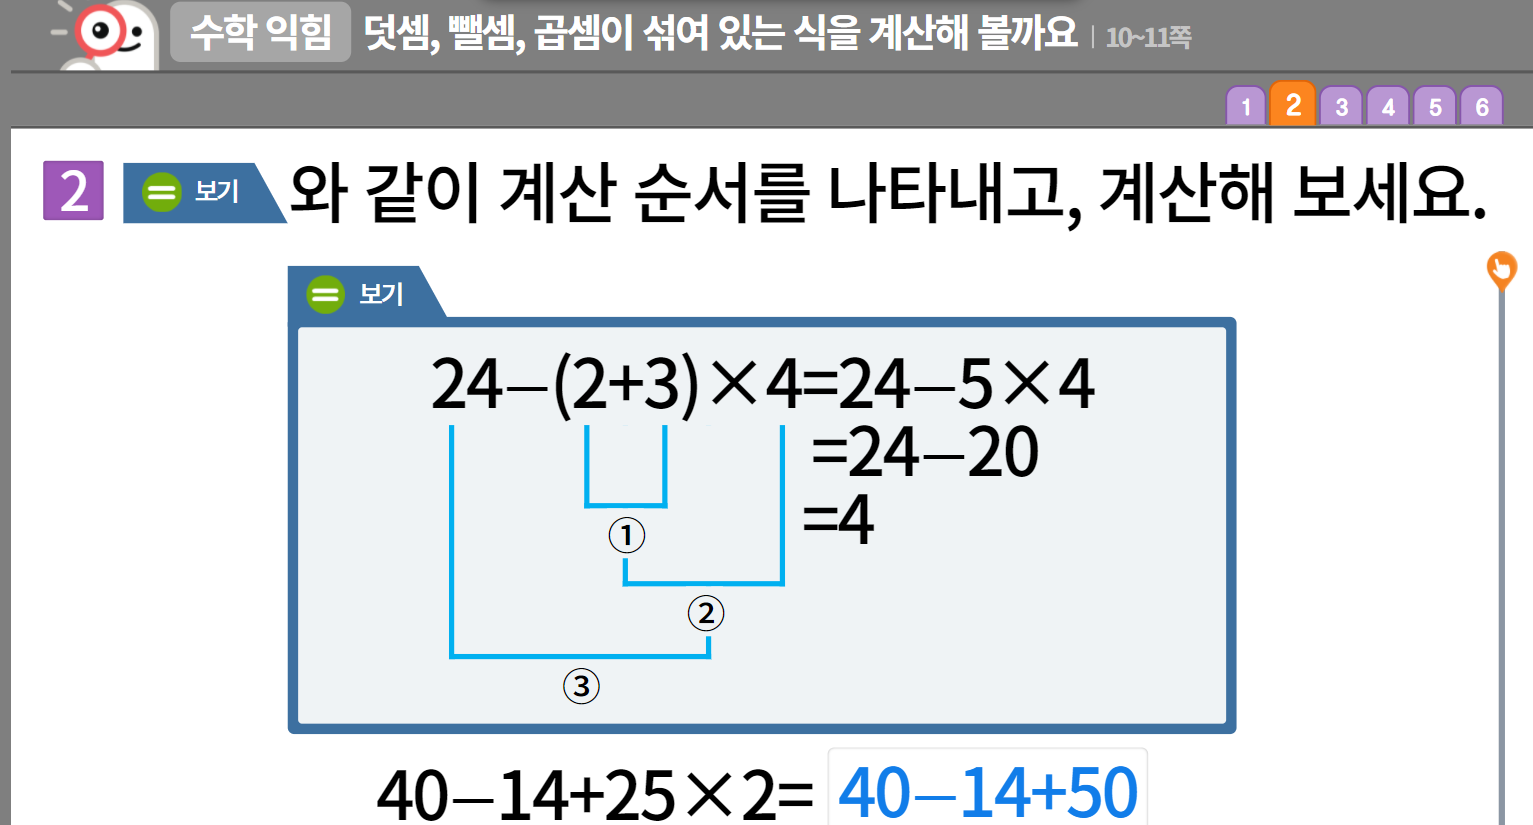 수학 익힘 덧셈, 뺄셈, 곱셈이 섞여 있는 식을 계산해 볼까요 | 10~11쪽
1 2 3 4 5 6
2 보기 와 같이 계산 순서를 나타내고, 계산해 보세요.
보기
24−(2+3)×4=24−5×4
=24−20
=4
①
②
③
40−14+25×2= 40−14+50